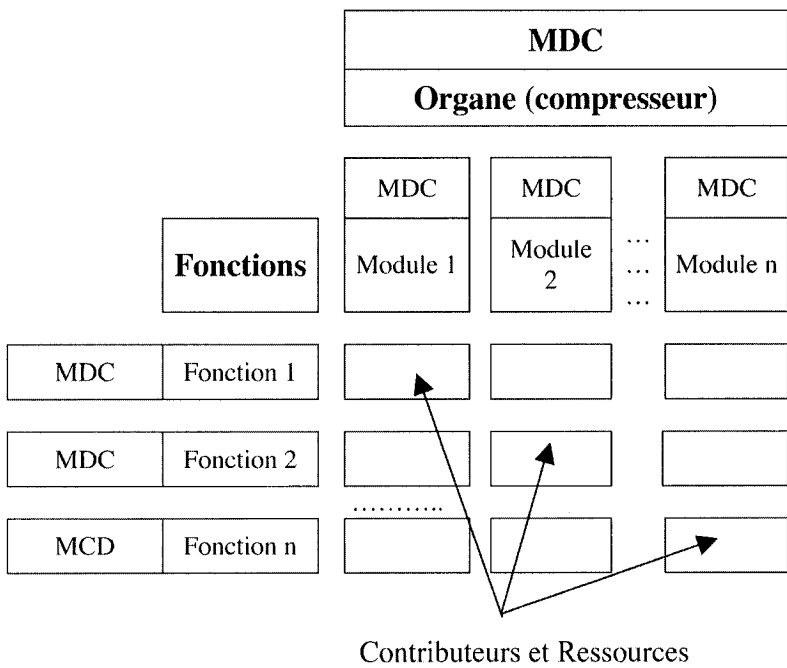 MDC
Organe (compresseur)
MDC MDC MDC
Fonctions Module 1 Module 2 ... ... ... Module n
MDC Fonction 1
MDC Fonction 2
...........
MCD Fonction n
Contributeurs et Ressources